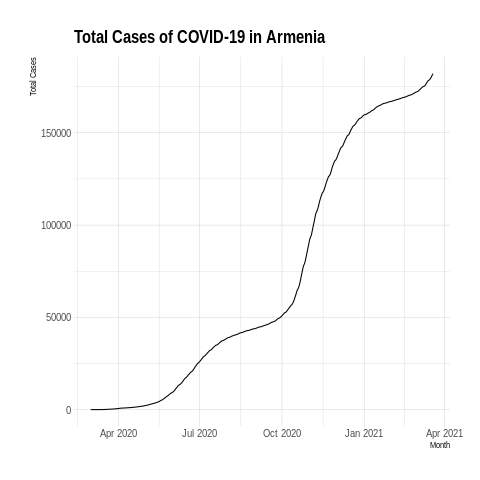 Total Cases of COVID-19 in Armenia
Total Cases
150000
100000
50000
0
Apr 2020 Jul 2020 Oct 2020 Jan 2021 Apr 2021
Month